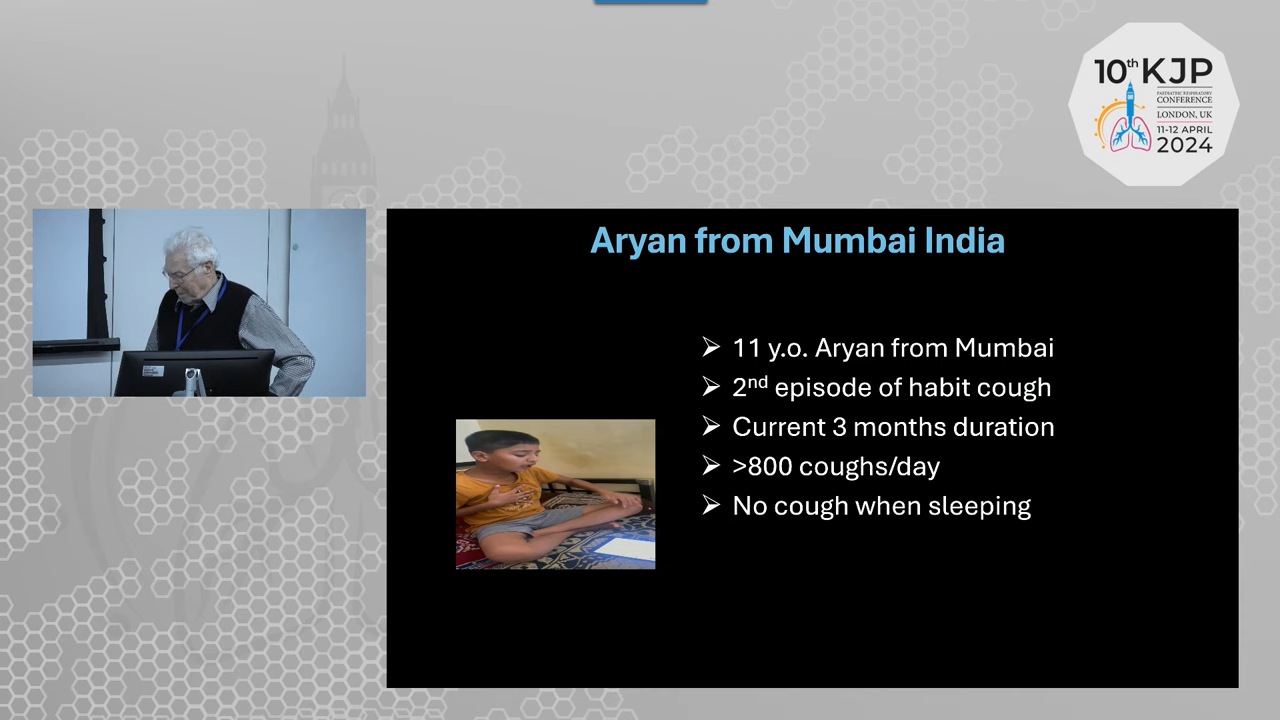 10th KJP
PAEDIATRIC RESPIRATORY
CONFERENCE
LONDON, UK
11-12 APRIL
2024
Aryan from Mumbai India
➢ 11 y.o. Aryan from Mumbai
➢ 2nd episode of habit cough
➢ Current 3 months duration
➢ >800 coughs/day
➢ No cough when sleeping